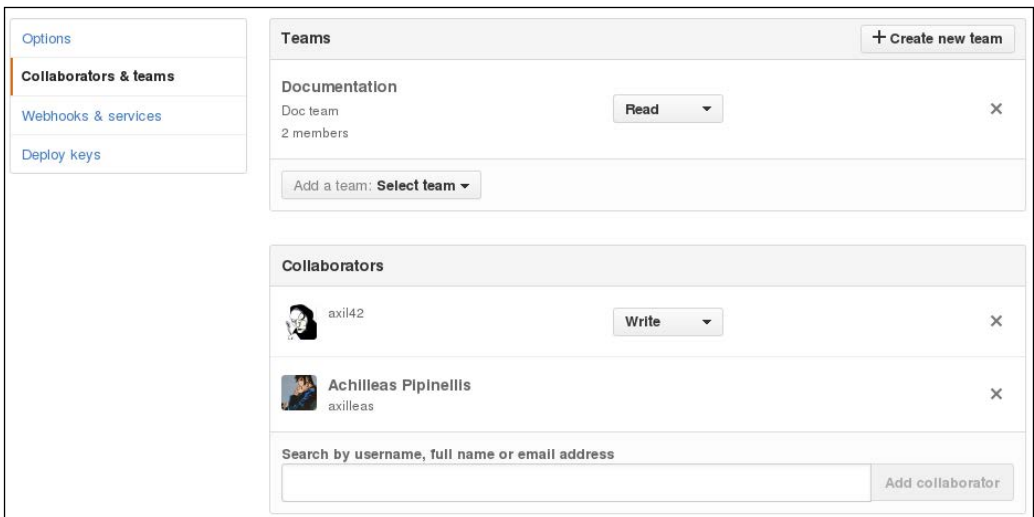 Options
Collaborators & teams
Webhooks & services
Deploy keys
Teams
+ Create new team
Documentation
Doc team
2 members
Read
Add a team: Select team
Collaborators
axil42
Write
Achilleas Pipinellis
axilleas
Search by username, full name or email address
Add collaborator